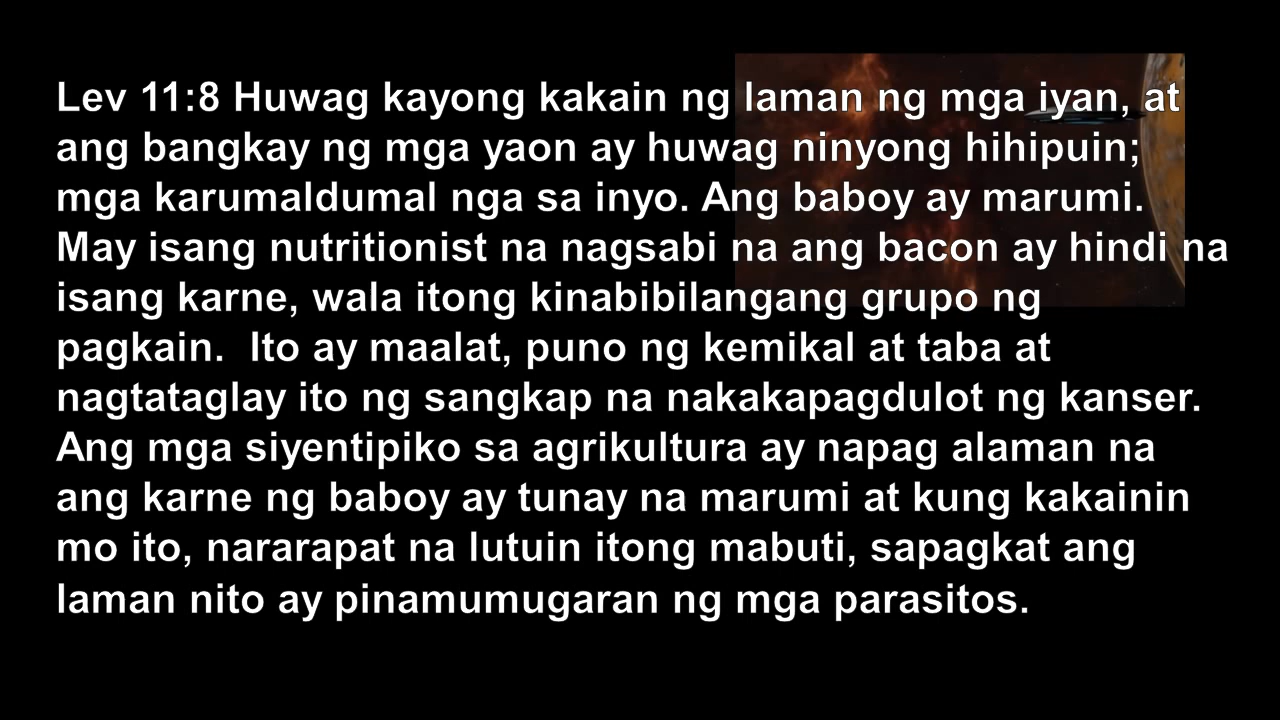 Lev 11:8 Huwag kayong kakain ng laman ng mga iyan, at
ang bangkay ng mga yaon ay huwag ninyong hihipuin;
mga karumaldumal nga sa inyo. Ang baboy ay marumi.
May isang nutritionist na nagsabi na ang bacon ay hindi na
isang karne, wala itong kinabibilangang grupo ng
pagkain.  Ito ay maalat, puno ng kemikal at taba at
nagtataglay ito ng sangkap na nakakapagdulot ng kanser.
Ang mga siyentipiko sa agrikultura ay napag alaman na
ang karne ng baboy ay tunay na marumi at kung kakainin
mo ito, nararapat na lutuin itong mabuti, sapagkat ang
laman nito ay pinamumugaran ng mga parasitos.